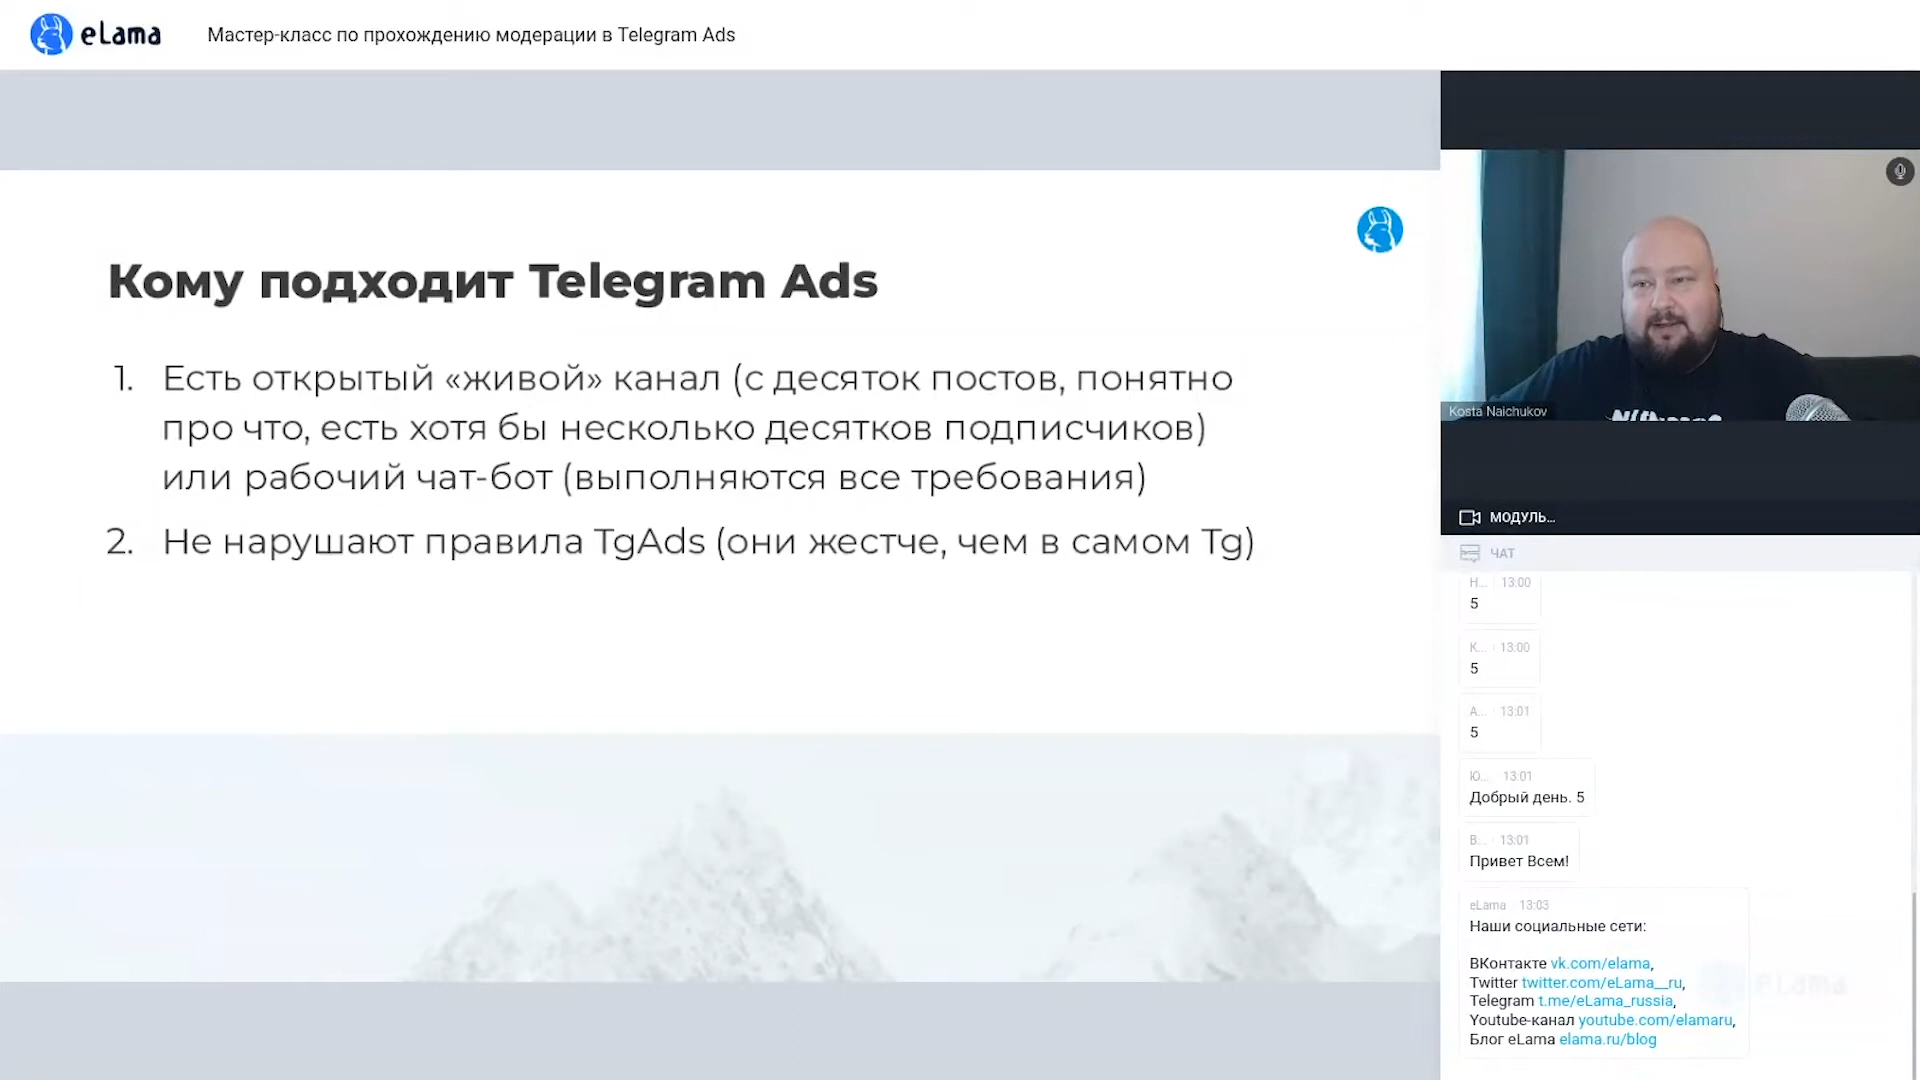 eLama
Мастер-класс по прохождению модерации в Telegram Ads
Кому подходит Telegram Ads
1. Есть открытый «живой» канал (с десяток постов, понятно
про что, есть хотя бы несколько десятков подписчиков)
или рабочий чат-бот (выполняются все требования)
2. Не нарушают правила TgAds (они жестче, чем в самом Tg)
Kosta Naichukov
МОДУЛЬ...
ЧАТ
Н... 13:00
5
К... 13:00
5
А... 13:01
5
Ю... 13:01
Добрый день. 5
В... 13:01
Привет Всем!
eLama 13:03
Наши социальные сети:
ВКонтакте vk.com/elama,
Twitter twitter.com/eLama__ru,
Telegram t.me/eLama_russia,
Youtube-канал youtube.com/elamaru,
Блог eLama elama.ru/blog
eLama